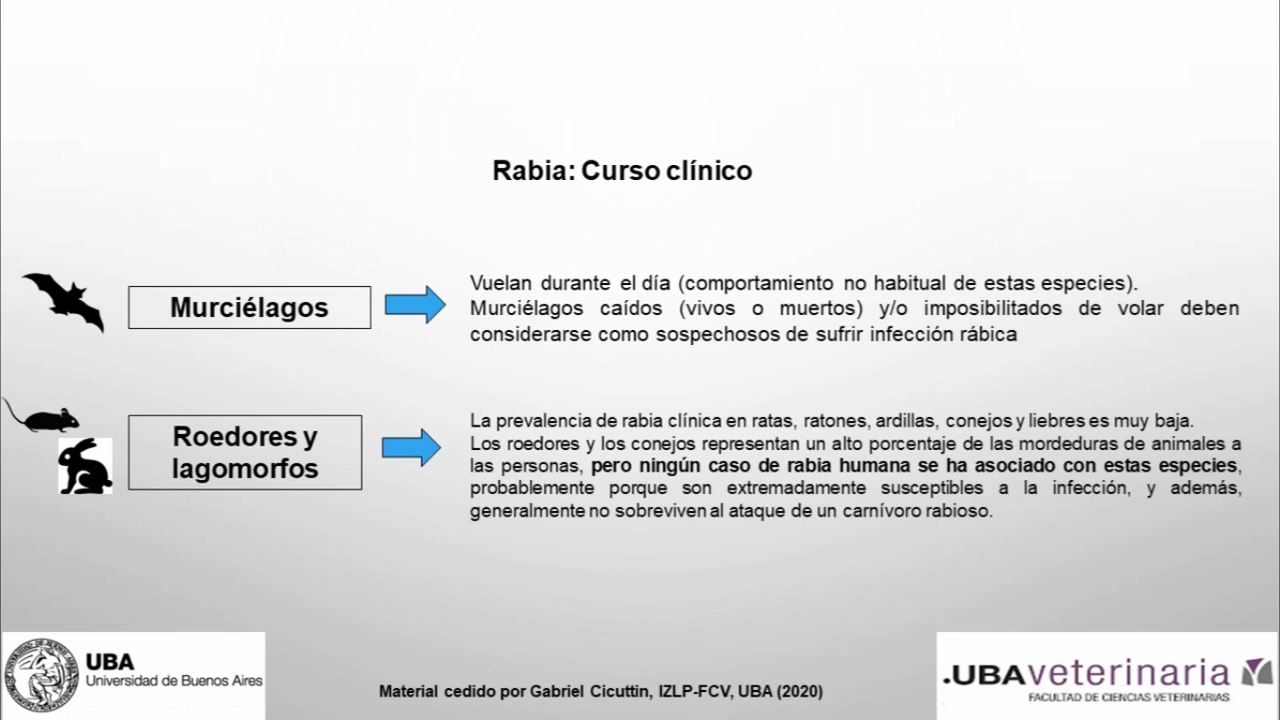 Rabia: Curso clínico
Murciélagos
Vuelan durante el día (comportamiento no habitual de estas especies).
Murciélagos caídos (vivos o muertos) y/o imposibilitados de volar deben
considerarse como sospechosos de sufrir infección rábica
Roedores y
lagomorfos
La prevalencia de rabia clínica en ratas, ratones, ardillas, conejos y liebres es muy baja.
Los roedores y los conejos representan un alto porcentaje de las mordeduras de animales a
las personas, pero ningún caso de rabia humana se ha asociado con estas especies,
probablemente porque son extremadamente susceptibles a la infección, y además,
generalmente no sobreviven al ataque de un carnívoro rabioso.
UBA
Universidad de Buenos Aires
Material cedido por Gabriel Cicuttin, IZLP-FCV, UBA (2020)
.UBAveterinaria
FACULTAD DE CIENCIAS VETERINARIAS